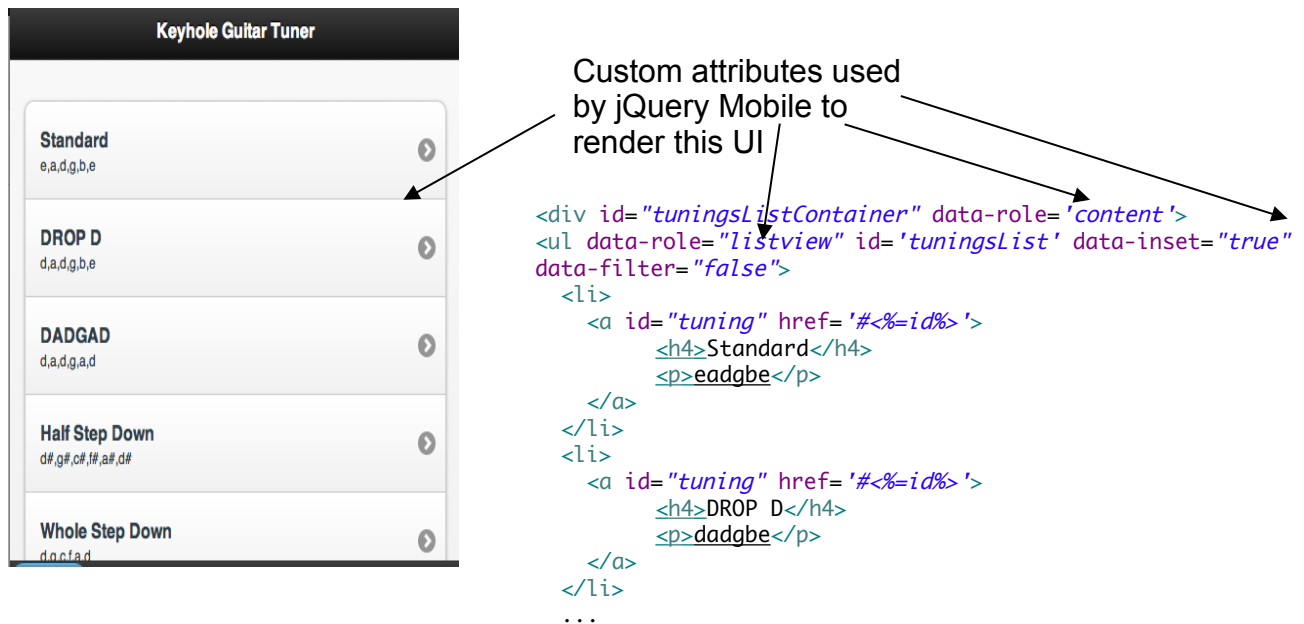 Keyhole Guitar Tuner
Standard
e,a,d,g,b,e
DROP D
d,a,d,g,b,e
DADGAD
d,a,d,g,a,d
Half Step Down
d#,g#,c#,f#,a#,d#
Whole Step Down
d,g,c,f,a,d
Custom attributes used
by jQuery Mobile to
render this UI
<div id="tuningsListContainer" data-role='content'>
<ul data-role="listview" id='tuningsList' data-inset="true"
data-filter="false">
<li>
<a id="tuning" href='#<%=id%>'>
<h4>Standard</h4>
<p>eadgbe</p>
</a>
</li>
<li>
<a id="tuning" href='#<%=id%>'>
<h4>DROP D</h4>
<p>dadgbe</p>
</a>
</li>
...